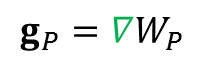 𝐠_P = ∇W_P